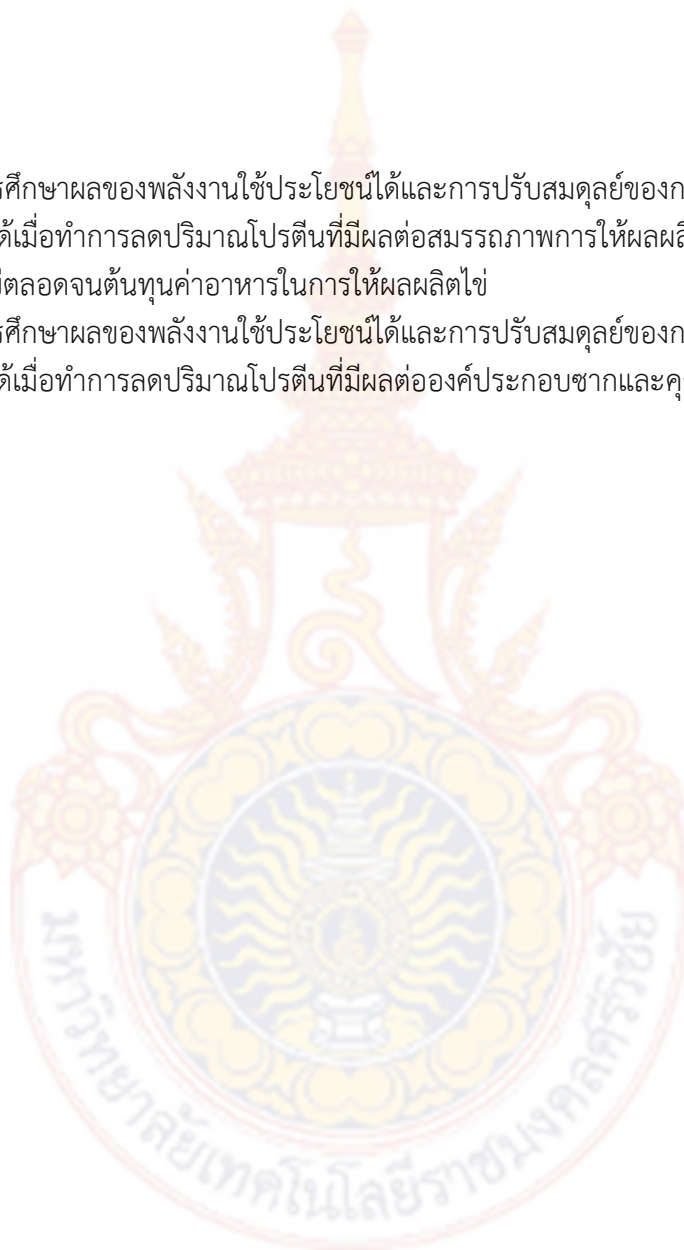 รศึกษาผลของพลังงานใช้ประโยชน์ได้และการปรับสมดุลย์ของก
ด้เมื่อทำการลดปริมาณโปรตีนที่มีผลต่อสมรรถภาพการให้ผลผลิ
ตลอดจนต้นทุนค่าอาหารในการให้ผลผลิตไข่
รศึกษาผลของพลังงานใช้ประโยชน์ได้และการปรับสมดุลย์ของก
ด้เมื่อทำการลดปริมาณโปรตีนที่มีผลต่อองค์ประกอบซากและคุ
มหาวิทยาลัยเทคโนโลยีราชมงคลศรีวิชัย